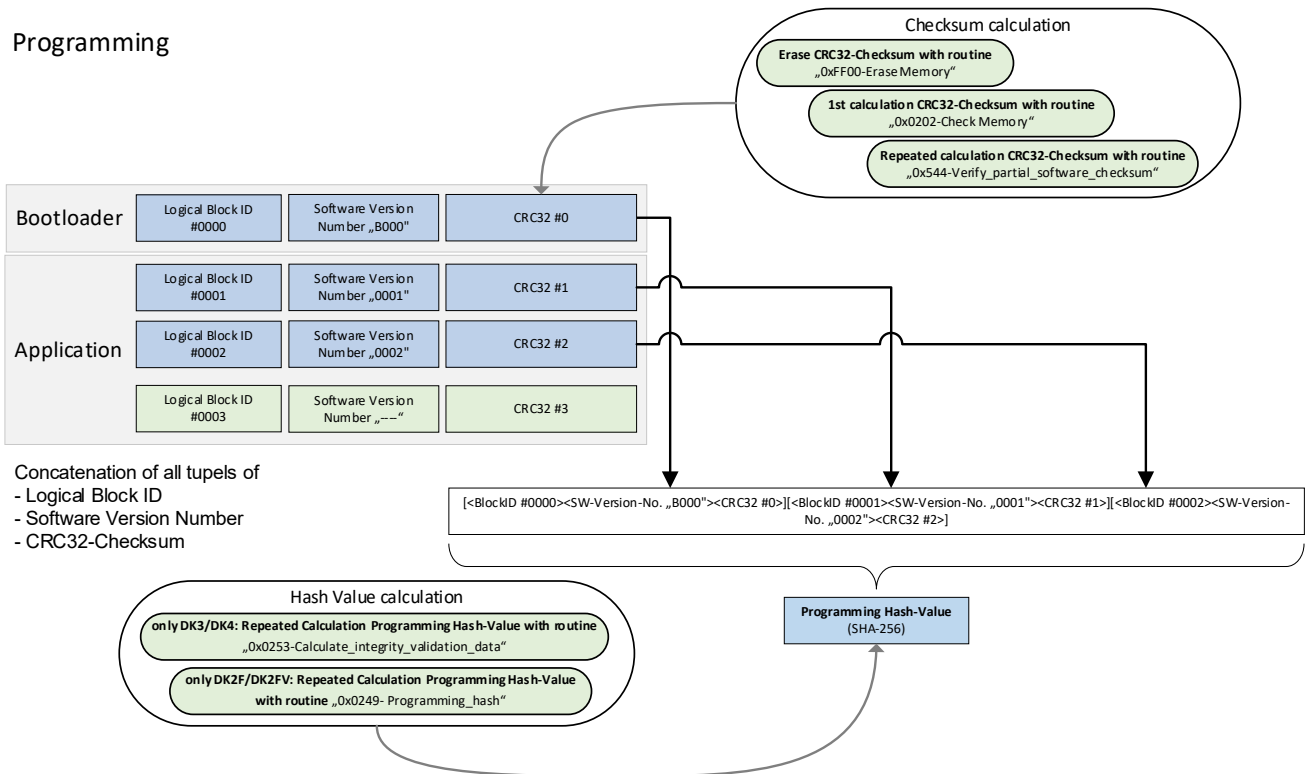 Programming
Checksum calculation
Erase CRC32-Checksum with routine
„0xFF00-Erase Memory“
1st calculation CRC32-Checksum with routine
„0x0202-Check Memory“
Repeated calculation CRC32-Checksum with routine
„0x544-Verify_partial_software_checksum“
Bootloader
Logical Block ID
#0000
Software Version
Number „B000"
CRC32 #0
Application
Logical Block ID
#0001
Software Version
Number „0001"
CRC32 #1
Logical Block ID
#0002
Software Version
Number „0002"
CRC32 #2
Logical Block ID
#0003
Software Version
Number „----“
CRC32 #3
Concatenation of all tupels of
- Logical Block ID
- Software Version Number
- CRC32-Checksum
[<BlockID #0000><SW-Version-No. „B000"><CRC32 #0>][<BlockID #0001><SW-Version-No. „0001"><CRC32 #1>][<BlockID #0002><SW-Version-
No. „0002"><CRC32 #2>]
Hash Value calculation
only DK3/DK4: Repeated Calculation Programming Hash-Value with routine
„0x0253-Calculate_integrity_validation_data“
only DK2F/DK2FV: Repeated Calculation Programming Hash-Value
with routine „0x0249- Programming_hash“
Programming Hash-Value
(SHA-256)